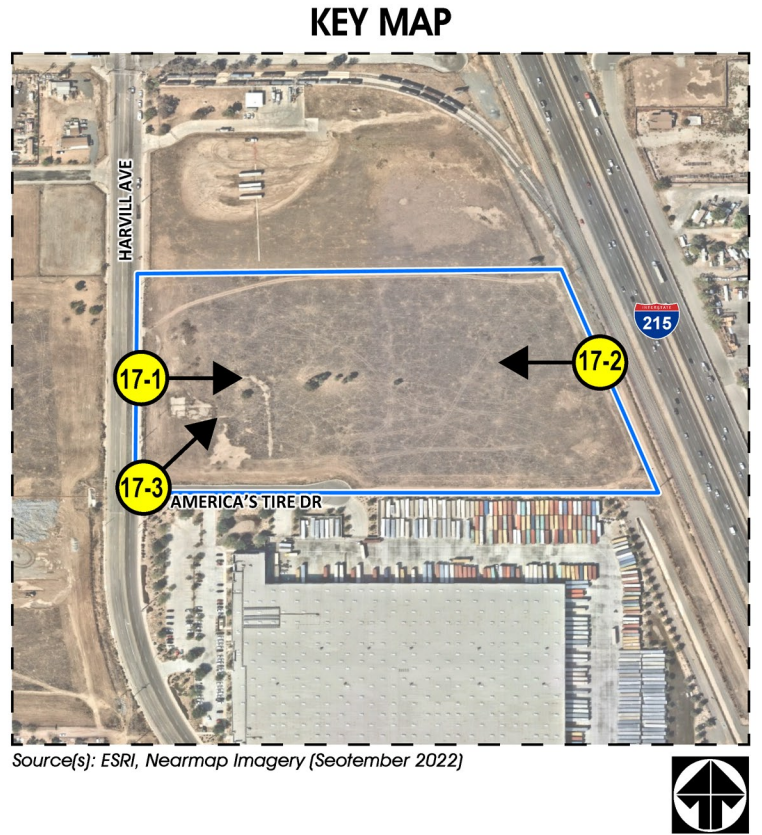 KEY MAP
HARVILL AVE
INTERSTATE
215
17-1
17-2
17-3
AMERICA'S TIRE DR
Source(s): ESRI, Nearmap Imagery (Seotember 2022)